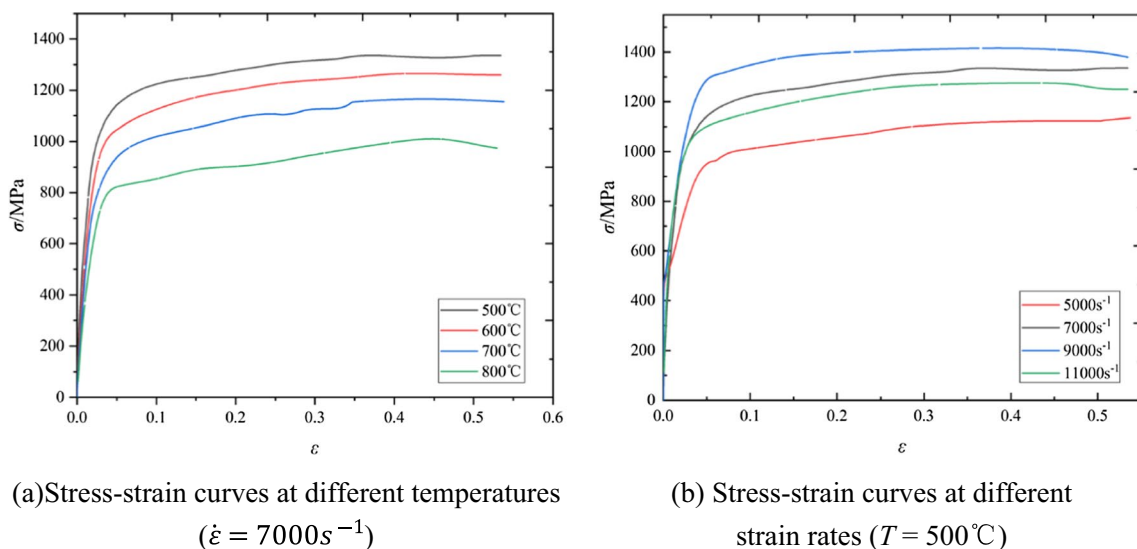 1400
1200
1000
800
600
400
200
0
σ/MPa
500℃
600℃
700℃
800℃
0.0 0.1 0.2 0.3 0.4 0.5 0.6
ε
(a)Stress-strain curves at different temperatures
(ε̇ = 7000s⁻¹)
1400
1200
1000
800
600
400
200
0
σ/MPa
5000s⁻¹
7000s⁻¹
9000s⁻¹
11000s⁻¹
0.0 0.1 0.2 0.3 0.4 0.5
ε
(b) Stress-strain curves at different
strain rates (T = 500℃)